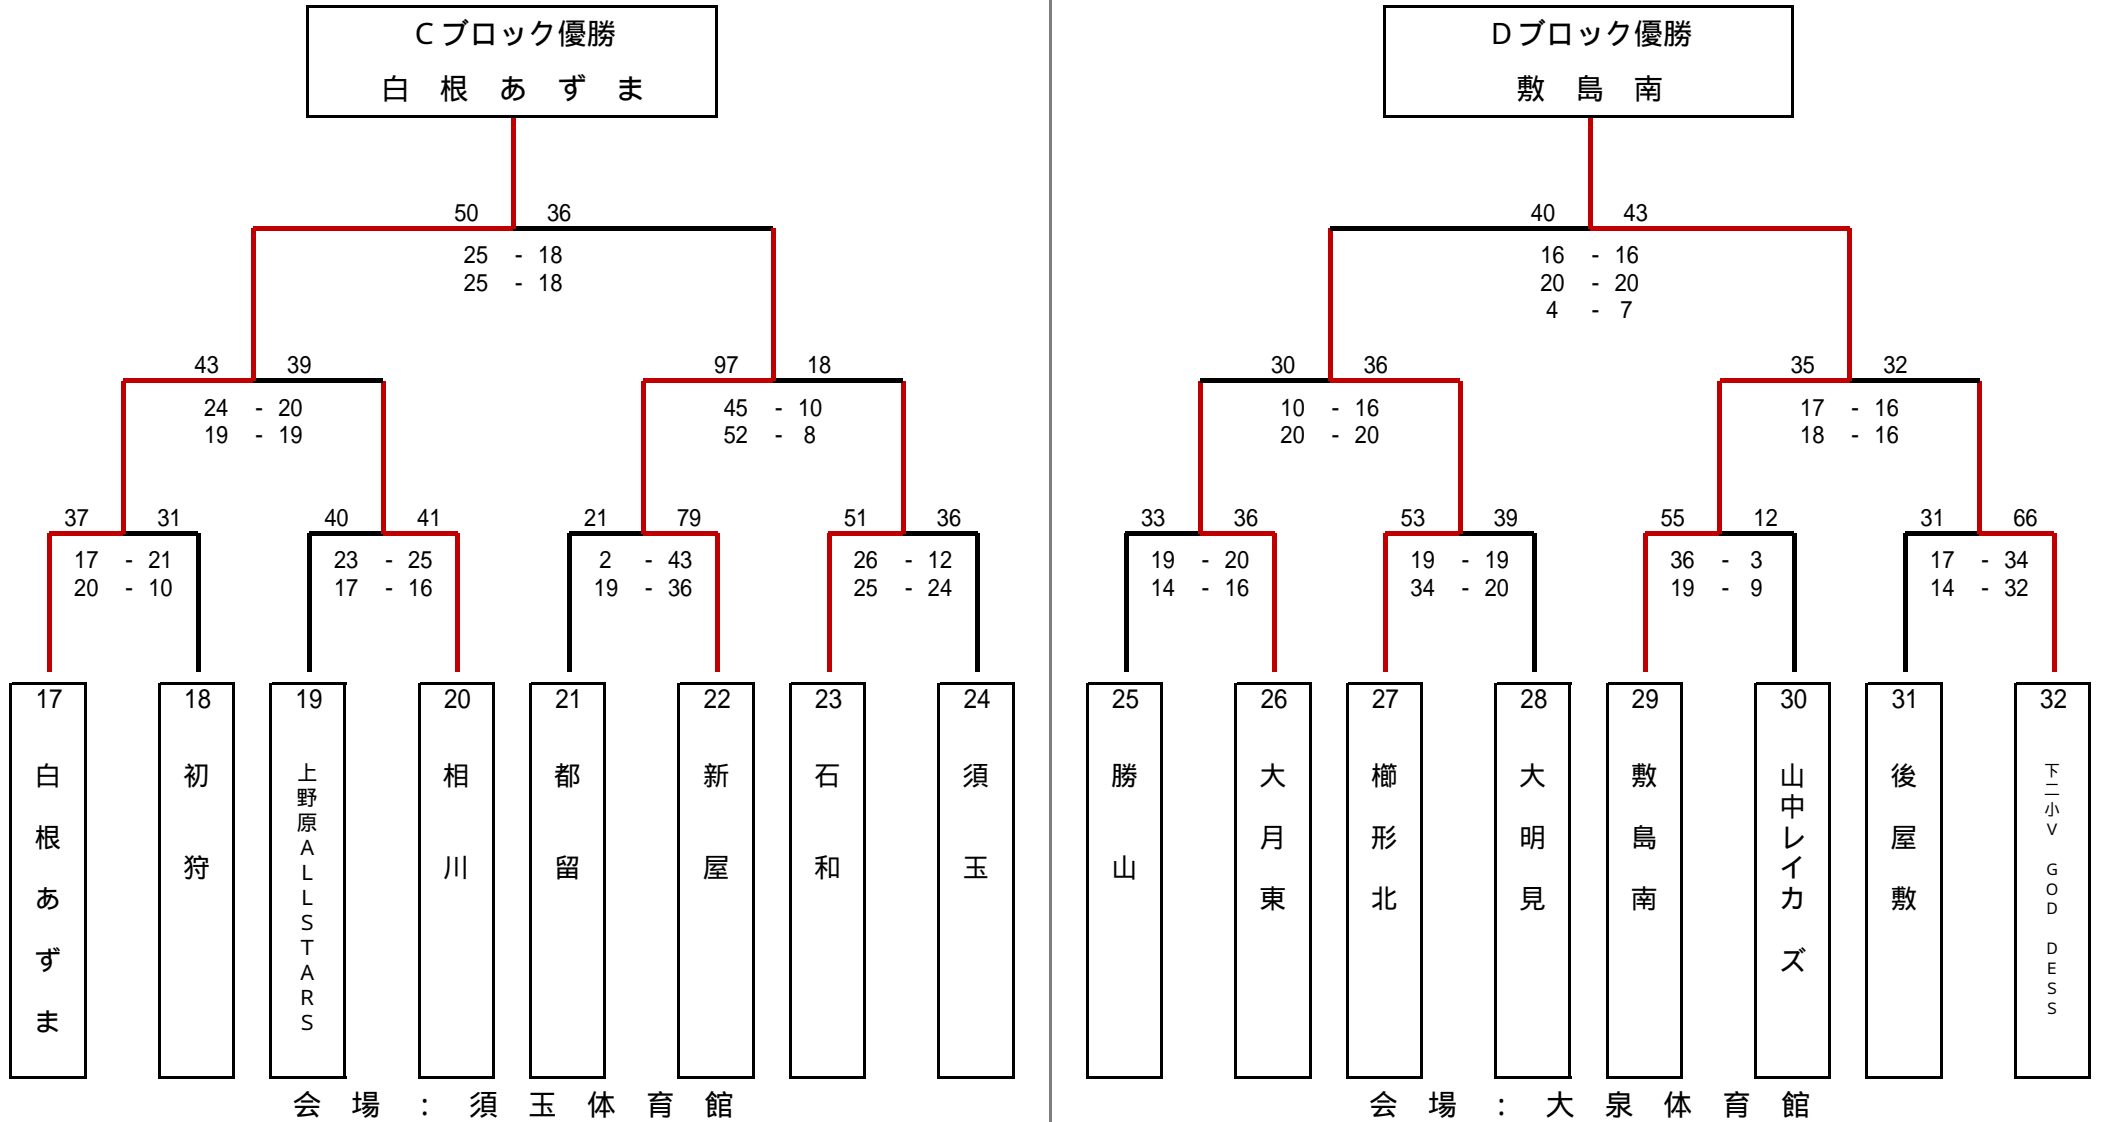 Cブロック優勝
白根あずま
50 36
25 - 18
25 - 18
43 39
24 - 20
19 - 19
97 18
45 - 10
52 - 8
37 31
17 - 21
20 - 10
40 41
23 - 25
17 - 16
21 79
2 - 43
19 - 36
51 36
26 - 12
25 - 24
17
白根あずま
18
初狩
19
上野原ALLSTARS
20
相川
21
都留
22
新屋
23
石和
24
須玉
会場:須玉体育館
Dブロック優勝
敷島南
40 43
16 - 16
20 - 20
4 - 7
30 36
10 - 16
20 - 20
35 32
17 - 16
18 - 16
33 36
19 - 20
14 - 16
53 39
19 - 19
34 - 20
55 12
36 - 3
19 - 9
31 66
17 - 34
14 - 32
25
勝山
26
大月東
27
櫛形北
28
大明見
29
敷島南
30
山中レイカズ
31
後屋敷
32
下二小V GOD DESS
会場:大泉体育館